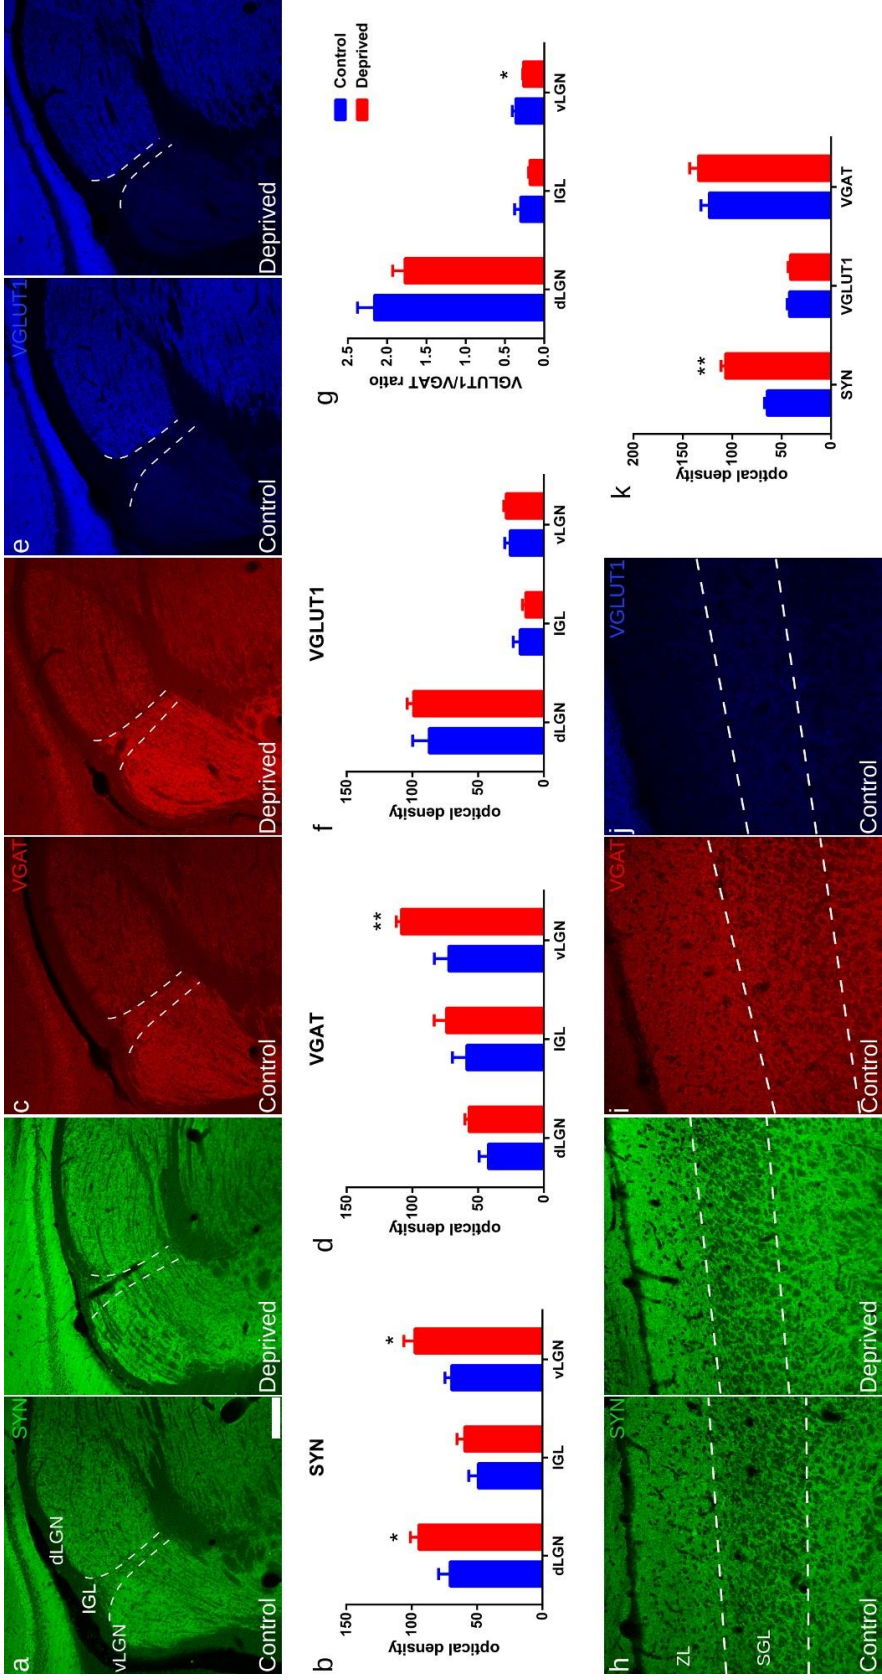 a
SYN
dLGN
IGL
vLGN
Control
Deprived
c
VGAT
Control
Deprived
e
VGLUT1
Control
Deprived
b
SYN
optical density
150
100
50
0
*
*
dLGN
IGL
vLGN
d
VGAT
optical density
150
100
50
0
**
dLGN
IGL
vLGN
f
VGLUT1
optical density
150
100
50
0
dLGN
IGL
vLGN
g
VGLUT1/VGAT ratio
2.5
2.0
1.5
1.0
0.5
0.0
*
dLGN
IGL
vLGN
Control
Deprived
h
SYN
ZL
SGL
Control
Deprived
i
VGAT
Control
j
VGLUT1
Control
k
optical density
200
150
100
50
0
**
SYN
VGLUT1
VGAT